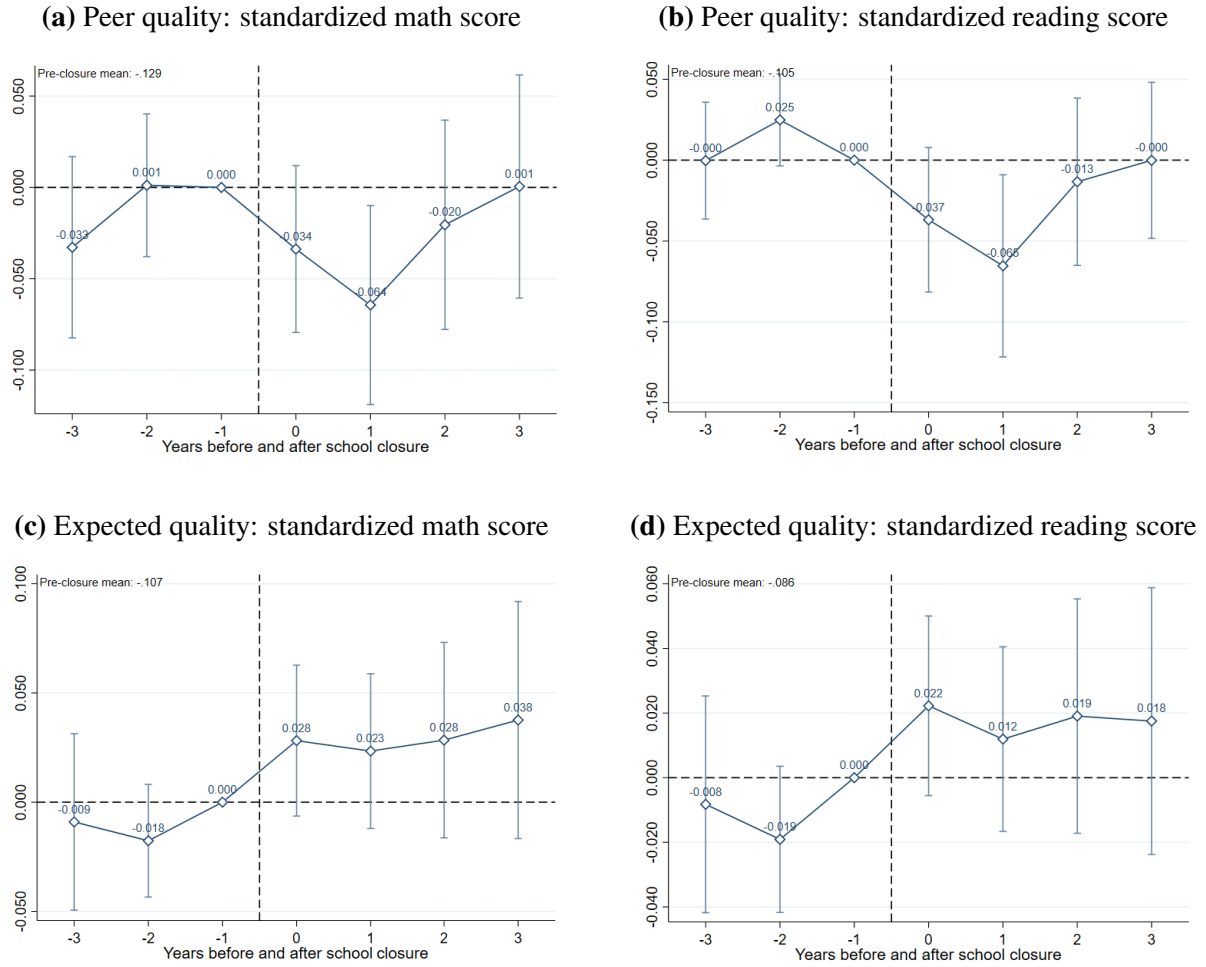 (a) Peer quality: standardized math score
Pre-closure mean: -.129
0.050
0.000
-0.050
-0.100
-0.033
0.001
0.000
-0.034
-0.064
-0.020
0.001
-3 -2 -1 0 1 2 3
Years before and after school closure
(b) Peer quality: standardized reading score
Pre-closure mean: -.105
0.050
0.000
-0.050
-0.100
-0.150
-0.000
0.025
0.000
-0.037
-0.065
-0.013
-0.000
-3 -2 -1 0 1 2 3
Years before and after school closure
(c) Expected quality: standardized math score
Pre-closure mean: -.107
0.100
0.050
0.000
-0.050
-0.009
-0.018
0.000
0.028
0.023
0.028
0.038
-3 -2 -1 0 1 2 3
Years before and after school closure
(d) Expected quality: standardized reading score
Pre-closure mean: -.086
0.060
0.040
0.020
0.000
-0.020
-0.040
-0.008
-0.019
0.000
0.022
0.012
0.019
0.018
-3 -2 -1 0 1 2 3
Years before and after school closure